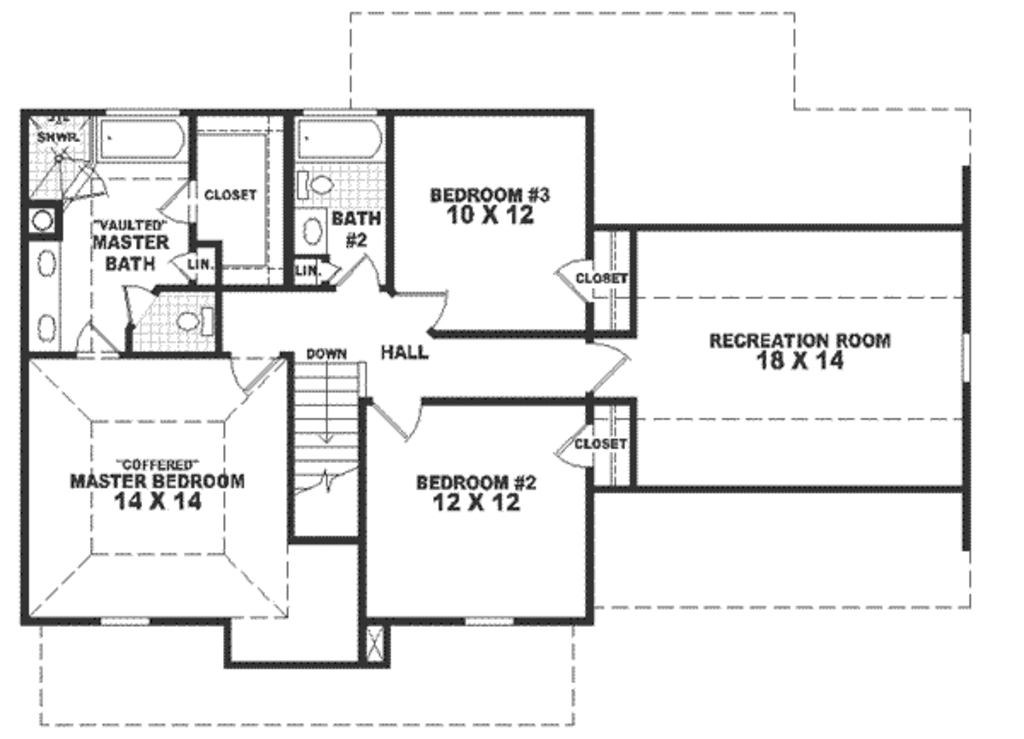 SHWR.
"VAULTED"
MASTER
BATH
CLOSET
LIN.
BATH
#2
LIN.
BEDROOM #3
10 X 12
CLOSET
RECREATION ROOM
18 X 14
DOWN
HALL
CLOSET
"COFFERED"
MASTER BEDROOM
14 X 14
BEDROOM #2
12 X 12